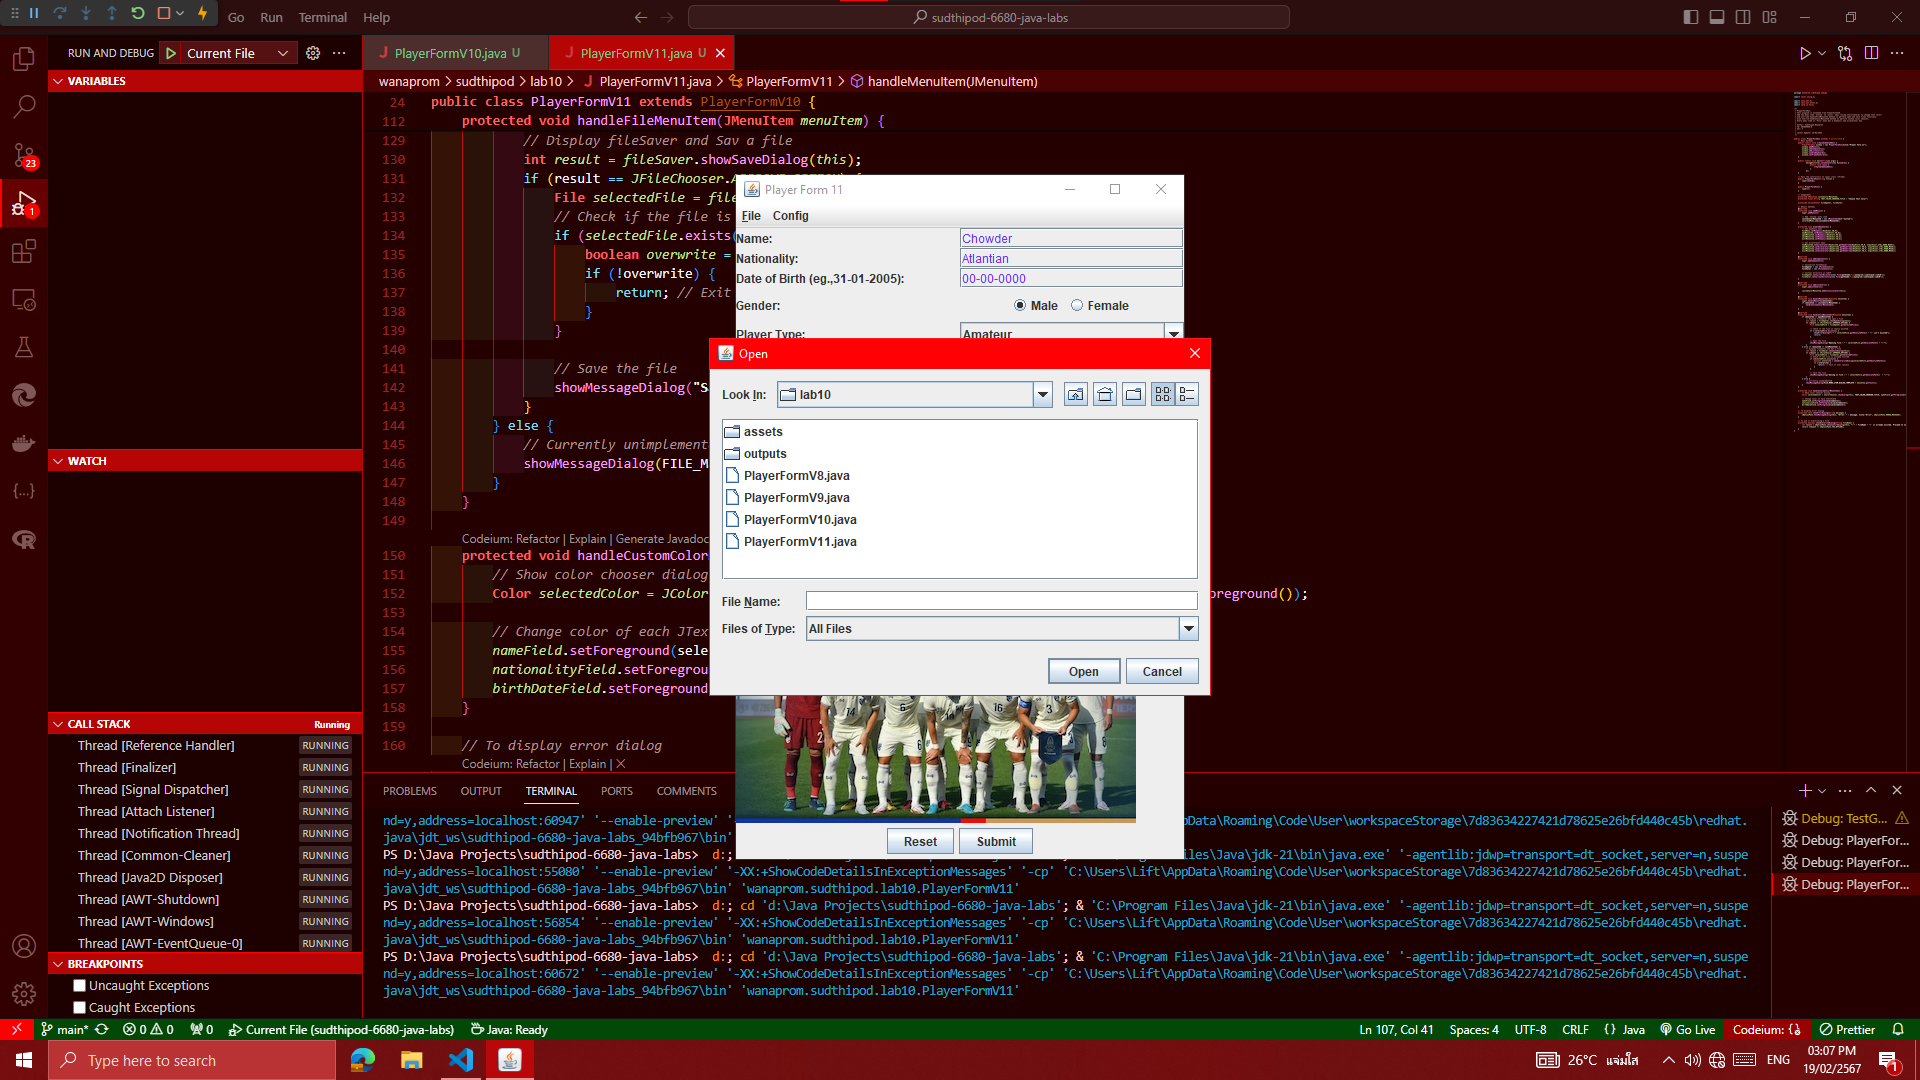 Go Run Terminal Help
sudthipod-6680-java-labs
RUN AND DEBUG Current File
PlayerFormV10.java U
PlayerFormV11.java U
wanaprom > sudthipod > lab10 > PlayerFormV11.java > PlayerFormV11 > handleMenuItem(JMenuItem)
VARIABLES
WATCH
CALL STACK Running
Thread [Reference Handler] RUNNING
Thread [Finalizer] RUNNING
Thread [Signal Dispatcher] RUNNING
Thread [Attach Listener] RUNNING
Thread [Notification Thread] RUNNING
Thread [Common-Cleaner] RUNNING
Thread [Java2D Disposer] RUNNING
Thread [AWT-Shutdown] RUNNING
Thread [AWT-Windows] RUNNING
Thread [AWT-EventQueue-0] RUNNING
BREAKPOINTS
Uncaught Exceptions
Caught Exceptions
23
1
24 public class PlayerFormV11 extends PlayerFormV10 {
112 protected void handleFileMenuItem(JMenuItem menuItem) {
129 // Display fileSaver and Sav a file
130 int result = fileSaver.showSaveDialog(this);
131 if (result == JFileChooser.APPROVE_OPTION) {
132 File selectedFile = file
133 // Check if the file is
134 if (selectedFile.exists(
135 boolean overwrite =
136 if (!overwrite) {
137 return; // Exit
138 }
139 }
140
141 // Save the file
142 showMessageDialog("Sa
143 }
144 } else {
145 // Currently unimplement
146 showMessageDialog(FILE_M
147 }
148 }
149
Codeium: Refactor | Explain | Generate Javadoc
150 protected void handleCustomColor
151 // Show color chooser dialog
152 Color selectedColor = JColor oreground());
153
154 // Change color of each JTex
155 nameField.setForeground(sele
156 nationalityField.setForegrou
157 birthDateField.setForeground
158 }
159
160 // To display error dialog
Codeium: Refactor | Explain | X
Player Form 11
File Config
Name: Chowder
Nationality: Atlantian
Date of Birth (eg.,31-01-2005): 00-00-0000
Gender: Male Female
Player Type: Amateur
Open
Look In: lab10
assets
outputs
PlayerFormV8.java
PlayerFormV9.java
PlayerFormV10.java
PlayerFormV11.java
File Name:
Files of Type: All Files
Open Cancel
Reset Submit
PROBLEMS OUTPUT TERMINAL PORTS COMMENTS
nd=y,address=localhost:60947' '--enable-preview' '- AppData\Roaming\Code\User\workspaceStorage\7d83634227421d78625e26bfd440c45b\redhat.
java\jdt_ws\sudthipod-6680-java-labs_94bfb967\bin'
PS D:\Java Projects\sudthipod-6680-java-labs> d:; iles\Java\jdk-21\bin\java.exe' '-agentlib:jdwp=transport=dt_socket,server=n,suspe
nd=y,address=localhost:55080' '--enable-preview' '-XX:+ShowCodeDetailsInExceptionMessages' '-cp' 'C:\Users\Lift\AppData\Roaming\Code\User\workspaceStorage\7d83634227421d78625e26bfd440c45b\redhat.
java\jdt_ws\sudthipod-6680-java-labs_94bfb967\bin' 'wanaprom.sudthipod.lab10.PlayerFormV11'
PS D:\Java Projects\sudthipod-6680-java-labs> d:; cd 'd:\Java Projects\sudthipod-6680-java-labs'; & 'C:\Program Files\Java\jdk-21\bin\java.exe' '-agentlib:jdwp=transport=dt_socket,server=n,suspe
nd=y,address=localhost:56854' '--enable-preview' '-XX:+ShowCodeDetailsInExceptionMessages' '-cp' 'C:\Users\Lift\AppData\Roaming\Code\User\workspaceStorage\7d83634227421d78625e26bfd440c45b\redhat.
java\jdt_ws\sudthipod-6680-java-labs_94bfb967\bin' 'wanaprom.sudthipod.lab10.PlayerFormV11'
PS D:\Java Projects\sudthipod-6680-java-labs> d:; cd 'd:\Java Projects\sudthipod-6680-java-labs'; & 'C:\Program Files\Java\jdk-21\bin\java.exe' '-agentlib:jdwp=transport=dt_socket,server=n,suspe
nd=y,address=localhost:60672' '--enable-preview' '-XX:+ShowCodeDetailsInExceptionMessages' '-cp' 'C:\Users\Lift\AppData\Roaming\Code\User\workspaceStorage\7d83634227421d78625e26bfd440c45b\redhat.
java\jdt_ws\sudthipod-6680-java-labs_94bfb967\bin' 'wanaprom.sudthipod.lab10.PlayerFormV11'
Debug: TestG...
Debug: PlayerFor...
Debug: PlayerFor...
Debug: PlayerFor...
main* 0 0 0 Current File (sudthipod-6680-java-labs) Java: Ready
Ln 107, Col 41 Spaces: 4 UTF-8 CRLF {} Java Go Live Codeium: {} Prettier
Type here to search
26°C แจ่มใส ENG 03:07 PM
19/02/2567
1